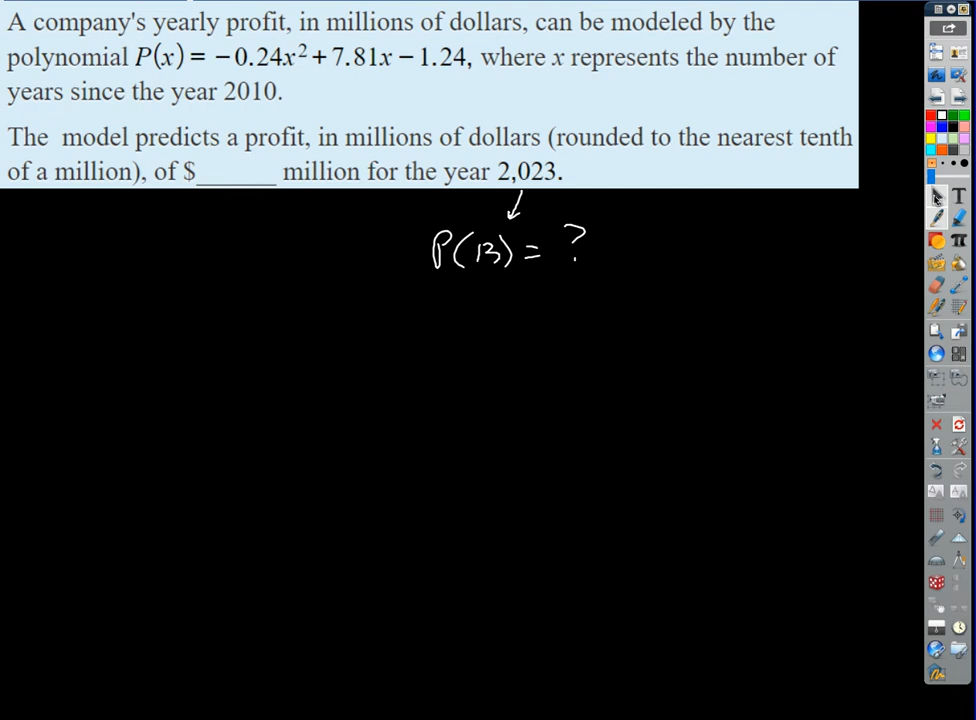 A company's yearly profit, in millions of dollars, can be modeled by the
polynomial P(x) = −0.24x² + 7.81x − 1.24, where x represents the number of
years since the year 2010.
The model predicts a profit, in millions of dollars (rounded to the nearest tenth
of a million), of $______ million for the year 2,023.
P(13) = ?
T
π